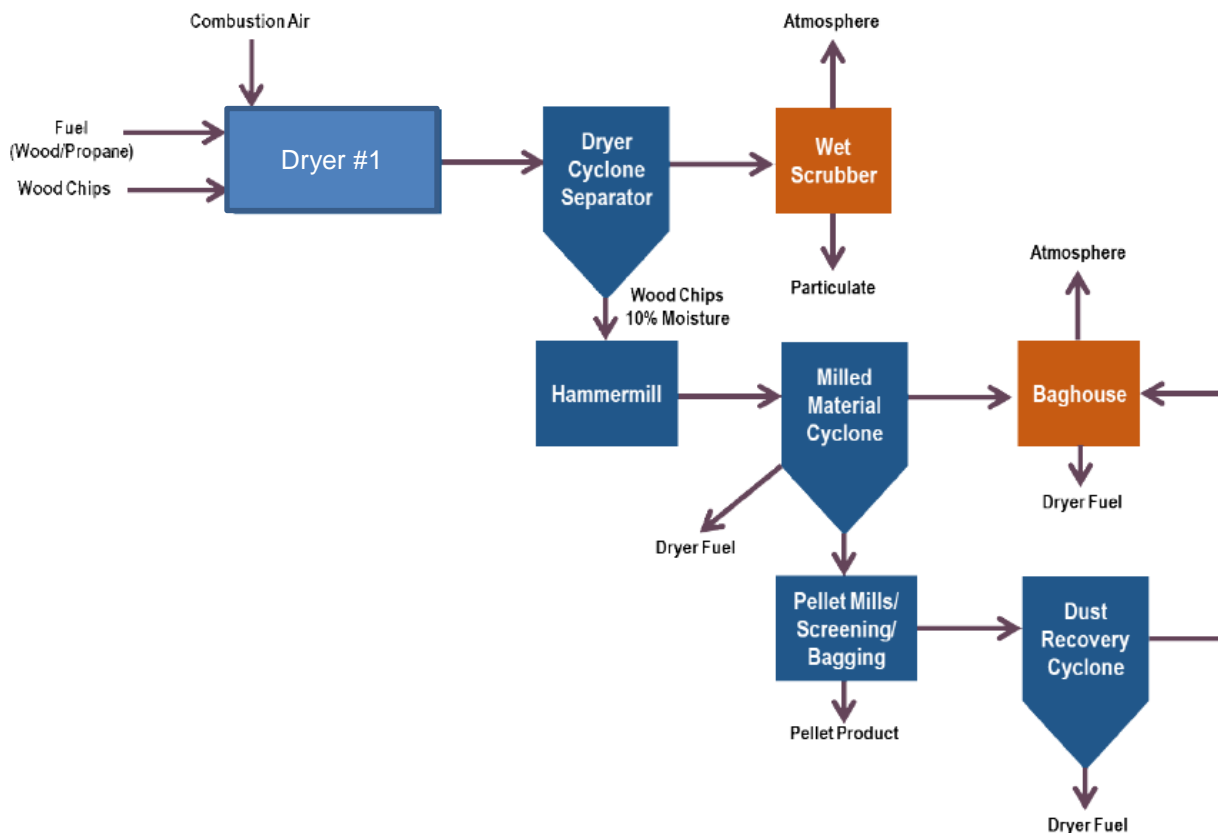 Combustion Air
Atmosphere
Fuel
(Wood/Propane)
Wood Chips
Dryer #1
Dryer
Cyclone
Separator
Wet
Scrubber
Particulate
Wood Chips
10% Moisture
Atmosphere
Hammermill
Milled
Material
Cyclone
Baghouse
Dryer Fuel
Dryer Fuel
Pellet Mills/
Screening/
Bagging
Dust
Recovery
Cyclone
Pellet Product
Dryer Fuel